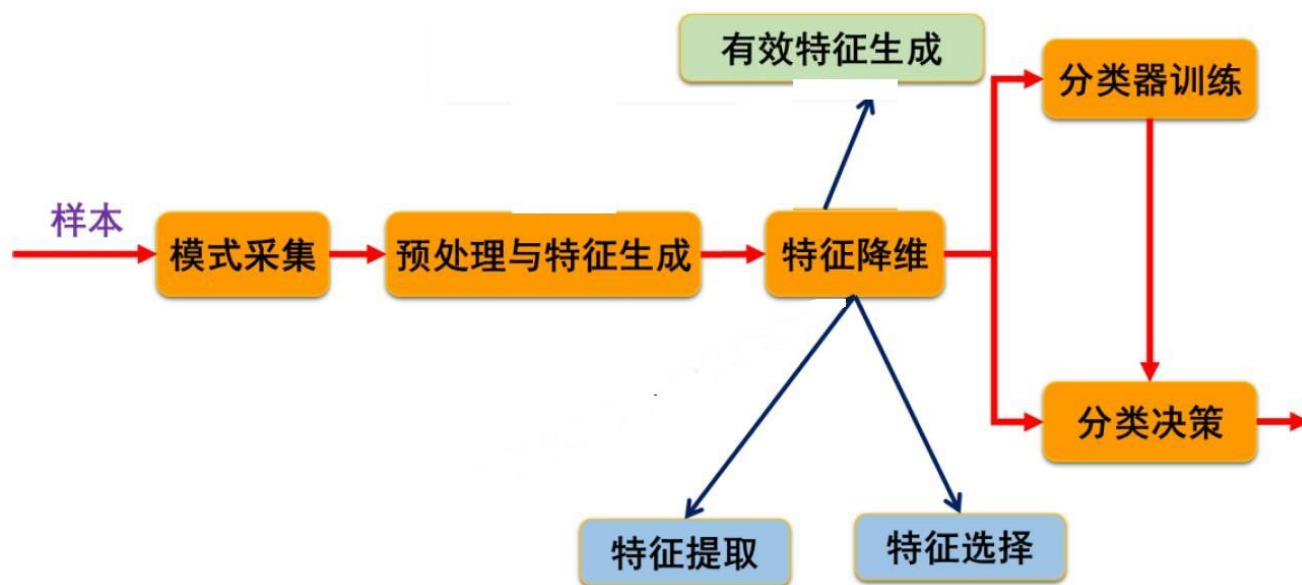 有效特征生成
分类器训练
样本
模式采集
预处理与特征生成
特征降维
分类决策
特征提取
特征选择